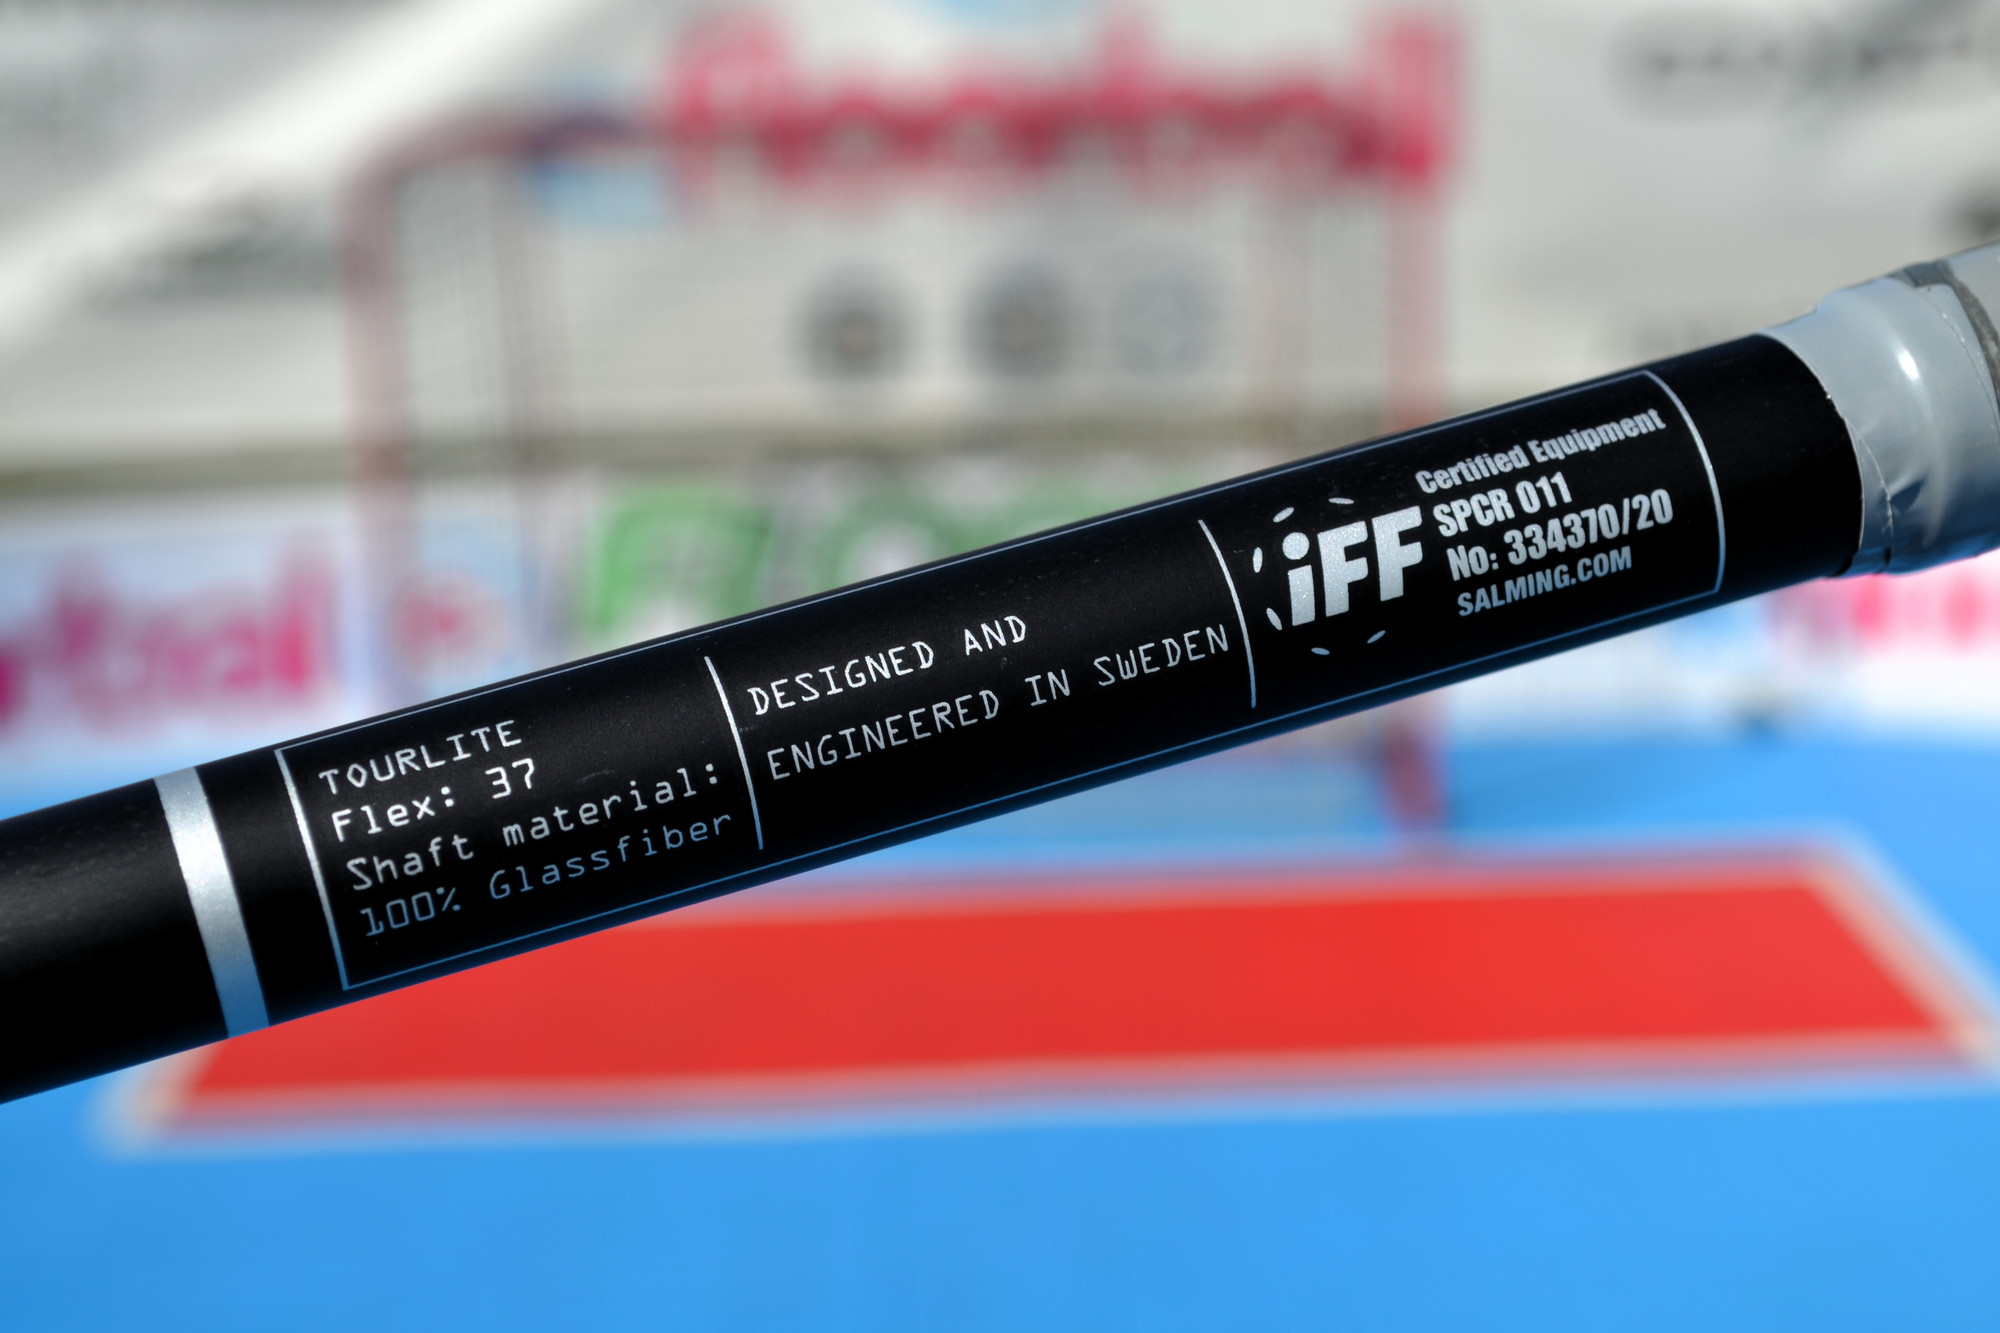 TOURLITE
Flex: 37
Shaft material:
100% Glassfiber
DESIGNED AND
ENGINEERED IN SWEDEN
iFF
Certified Equipment
SPCR 011
No: 334370/20
SALMING.COM